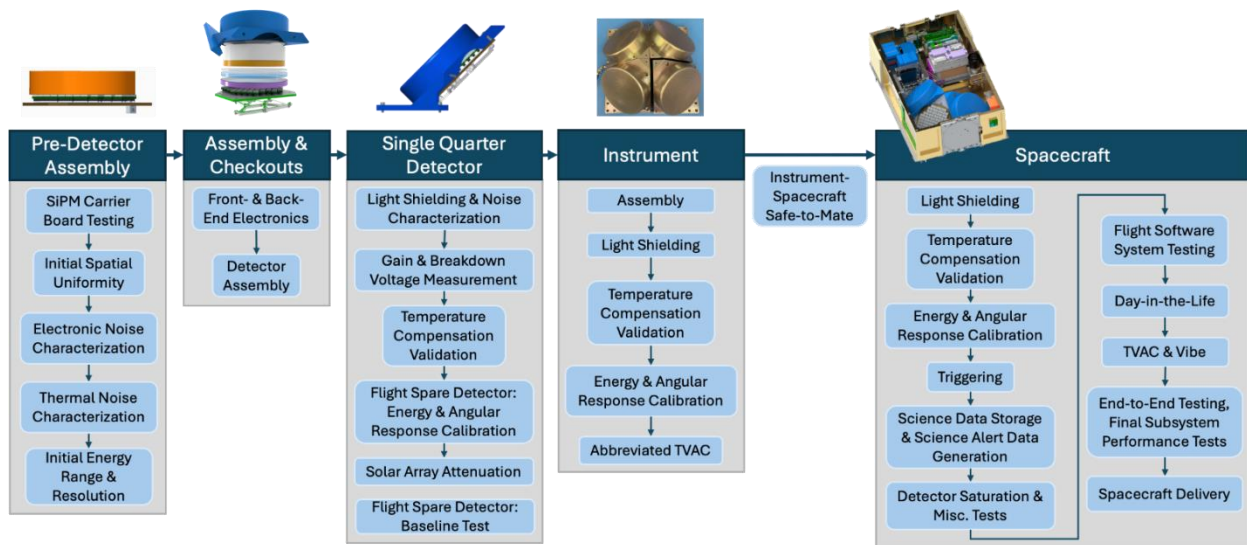 Pre-Detector
Assembly
SiPM Carrier
Board Testing
Initial Spatial
Uniformity
Electronic Noise
Characterization
Thermal Noise
Characterization
Initial Energy
Range &
Resolution
Assembly &
Checkouts
Front- & Back-
End Electronics
Detector
Assembly
Single Quarter
Detector
Light Shielding & Noise
Characterization
Gain & Breakdown
Voltage Measurement
Temperature
Compensation
Validation
Flight Spare Detector:
Energy & Angular
Response Calibration
Solar Array Attenuation
Flight Spare Detector:
Baseline Test
Instrument
Assembly
Light Shielding
Temperature
Compensation
Validation
Energy & Angular
Response Calibration
Abbreviated TVAC
Instrument-
Spacecraft
Safe-to-Mate
Spacecraft
Light Shielding
Temperature
Compensation
Validation
Energy & Angular
Response Calibration
Triggering
Science Data Storage
& Science Alert Data
Generation
Detector Saturation &
Misc. Tests
Flight Software
System Testing
Day-in-the-Life
TVAC & Vibe
End-to-End Testing,
Final Subsystem
Performance Tests
Spacecraft Delivery